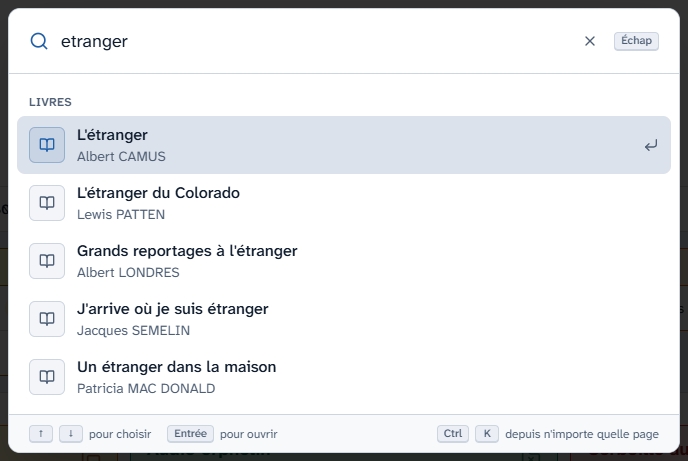 etranger
Échap
LIVRES
L'étranger
Albert CAMUS
L'étranger du Colorado
Lewis PATTEN
Grands reportages à l'étranger
Albert LONDRES
J'arrive où je suis étranger
Jacques SEMELIN
Un étranger dans la maison
Patricia MAC DONALD
↑ ↓ pour choisir Entrée pour ouvrir Ctrl K depuis n'importe quelle page